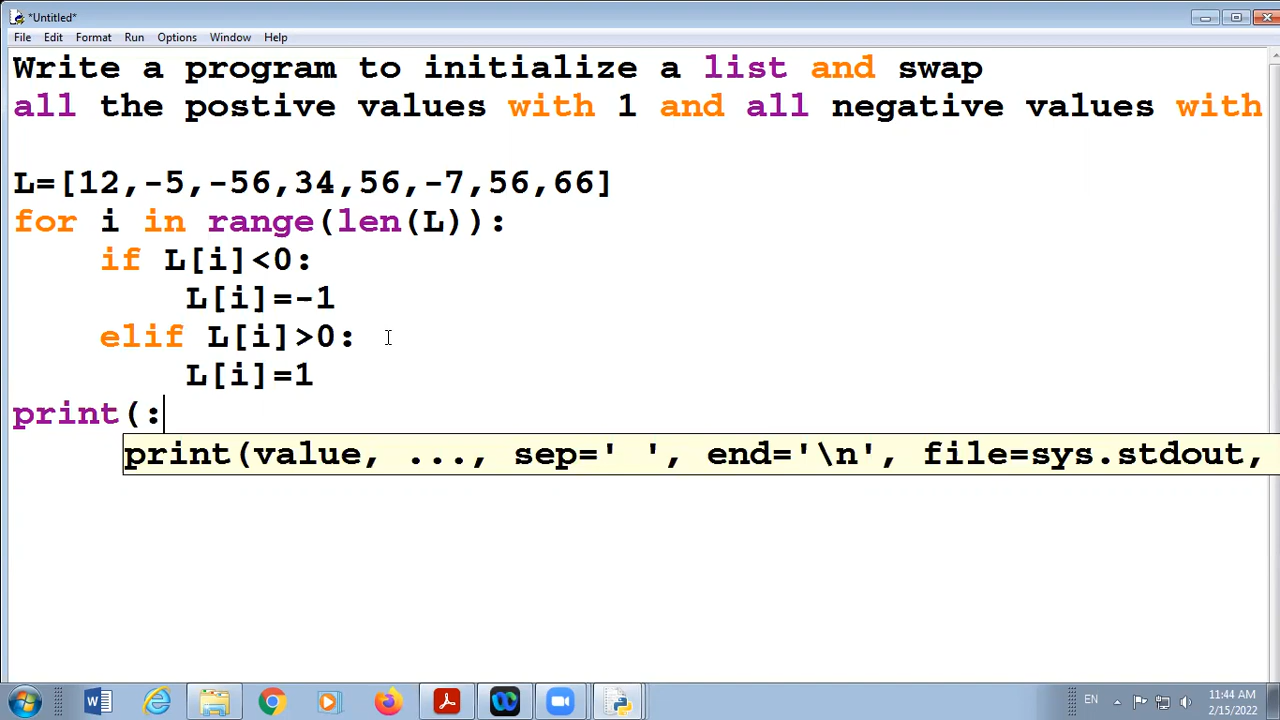 *Untitled*
File Edit Format Run Options Window Help
Write a program to initialize a list and swap
all the postive values with 1 and all negative values with
L=[12,-5,-56,34,56,-7,56,66]
for i in range(len(L)):
if L[i]<0:
L[i]=-1
elif L[i]>0:
L[i]=1
print(:
print(value, ..., sep=' ', end='\n', file=sys.stdout,
EN
11:44 AM
2/15/2022